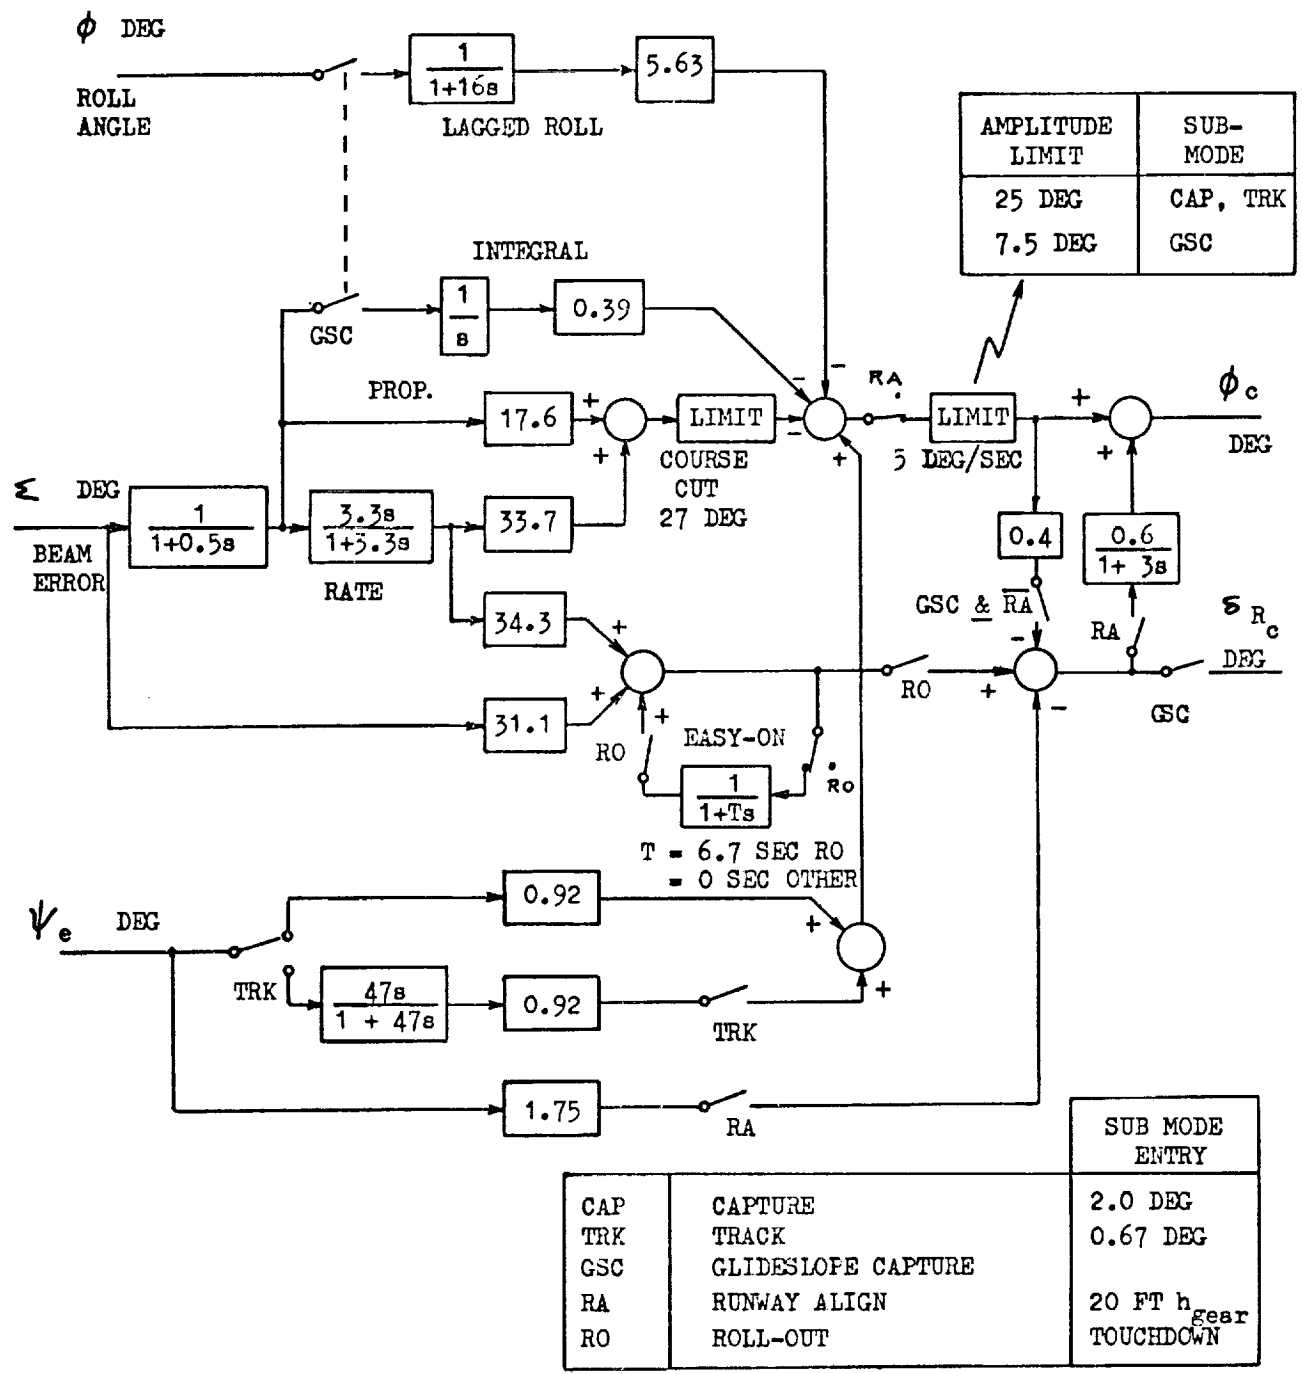 ϕ DEG
ROLL
ANGLE
1
1+16s
LAGGED ROLL
5.63
AMPLITUDE
LIMIT
SUB-
MODE
25 DEG
CAP, TRK
7.5 DEG
GSC
INTEGRAL
GSC
1
s
0.39
PROP.
17.6
+
+
LIMIT
COURSE
CUT
27 DEG
-
-
-
+
RA
LIMIT
5 DEG/SEC
+
+
ϕc
DEG
Σ DEG
BEAM
ERROR
1
1+0.5s
3.3s
1+3.3s
RATE
33.7
0.4
0.6
1+ 3s
34.3
+
+
+
31.1
GSC & R̅A̅
-
RA
δRc
DEG
RO
+
-
GSC
RO
EASY-ON
1
1+Ts
RO
T = 6.7 SEC RO
= 0 SEC OTHER
ψe
DEG
0.92
+
TRK
47s
1 + 47s
0.92
TRK
+
1.75
RA
SUB MODE
ENTRY
CAP CAPTURE 2.0 DEG
TRK TRACK 0.67 DEG
GSC GLIDESLOPE CAPTURE
RA RUNWAY ALIGN 20 FT hgear
RO ROLL-OUT TOUCHDOWN